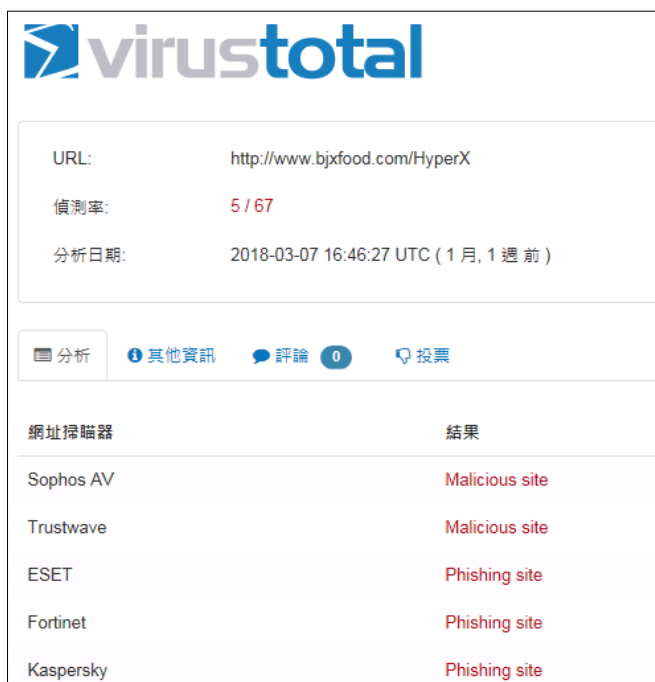 virustotal
URL: http://www.bjxfood.com/HyperX
偵測率: 5 / 67
分析日期: 2018-03-07 16:46:27 UTC ( 1 月, 1 週 前 )
分析 其他資訊 評論 0 投票
網址掃瞄器 結果
Sophos AV Malicious site
Trustwave Malicious site
ESET Phishing site
Fortinet Phishing site
Kaspersky Phishing site